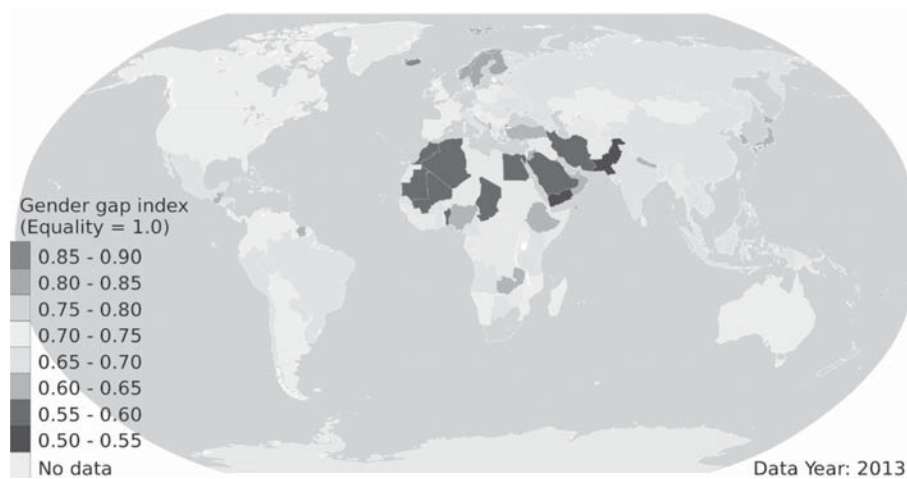 Gender gap index
(Equality = 1.0)
0.85 - 0.90
0.80 - 0.85
0.75 - 0.80
0.70 - 0.75
0.65 - 0.70
0.60 - 0.65
0.55 - 0.60
0.50 - 0.55
No data
Data Year: 2013